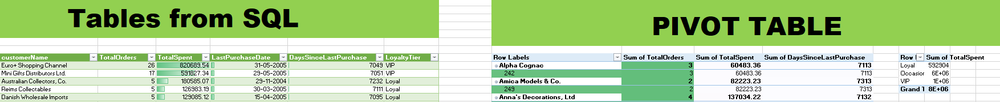 Tables from SQL
PIVOT TABLE
customerName TotalOrders TotalSpent LastPurchaseDate DaysSinceLastPurchase LoyaltyTier
Euro+ Shopping Channel 26 820689.54 31-05-2005 7049 VIP
Mini Gifts Distributors Ltd. 17 591827.34 29-05-2005 7051 VIP
Australian Collectors, Co. 5 180585.07 29-11-2004 7232 Loyal
Reims Collectables 5 126983.19 30-03-2005 7111 Loyal
Danish Wholesale Imports 5 129085.12 15-04-2005 7095 Loyal
Row Labels Sum of TotalOrders Sum of TotalSpent Sum of DaysSinceLastPurchase
Alpha Cognac 3 60483.36 7113
242 3 60483.36 7113
Amica Models & Co. 2 82223.23 7313
249 2 82223.23 7313
Anna's Decorations, Ltd 4 137034.22 7132
Row Sum of TotalSpent
Loyal 592904
Occasior 6E+06
VIP 1E+06
Grand T 8E+06